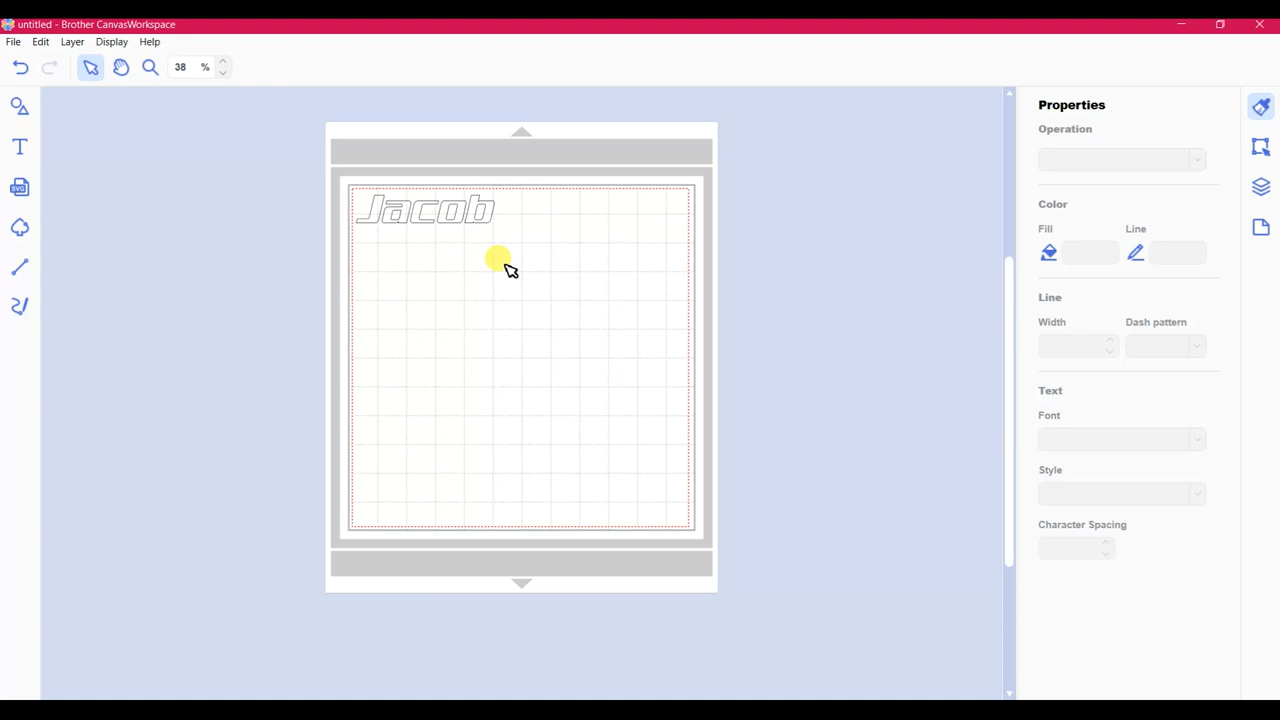 untitled - Brother CanvasWorkspace
File Edit Layer Display Help
38 %
SVG
Jacob
Properties
Operation
Color
Fill Line
Line
Width Dash pattern
Text
Font
Style
Character Spacing